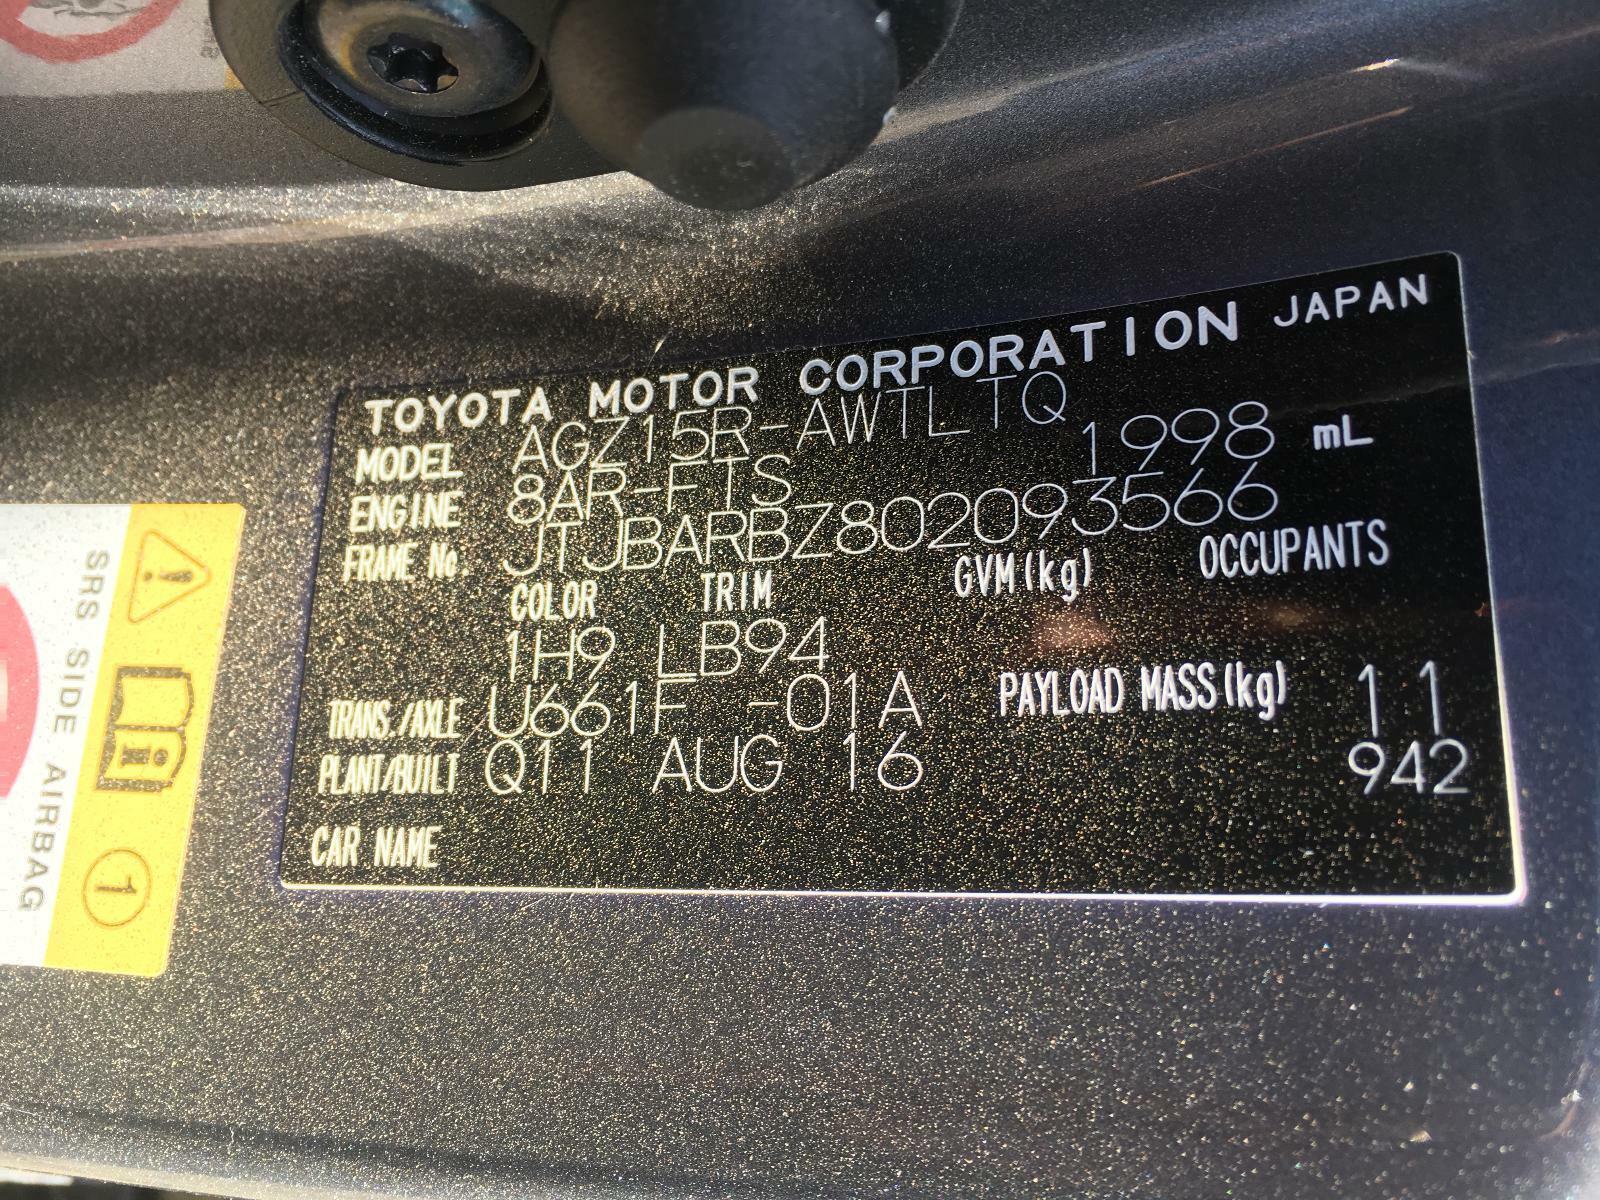 TOYOTA MOTOR CORPORATION JAPAN
MODEL AGZ15R-AWTLTQ
ENGINE 8AR-FTS 1998 mL
FRAME No. JTJBARBZ802093566
COLOR TRIM GVM(kg) OCCUPANTS
1H9 LB94
TRANS./AXLE U661F -01A PAYLOAD MASS(kg) 11
PLANT/BUILT Q11 AUG 16 942
CAR NAME
SRS SIDE AIRBAG
1